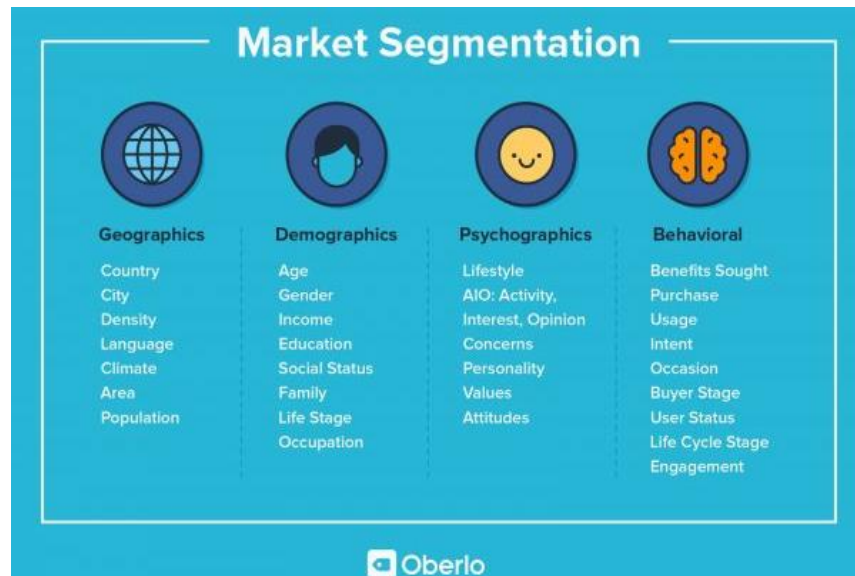 Market Segmentation
Geographics
Country
City
Density
Language
Climate
Area
Population
Demographics
Age
Gender
Income
Education
Social Status
Family
Life Stage
Occupation
Psychographics
Lifestyle
AIO: Activity,
Interest, Opinion
Concerns
Personality
Values
Attitudes
Behavioral
Benefits Sought
Purchase
Usage
Intent
Occasion
Buyer Stage
User Status
Life Cycle Stage
Engagement
Oberlo